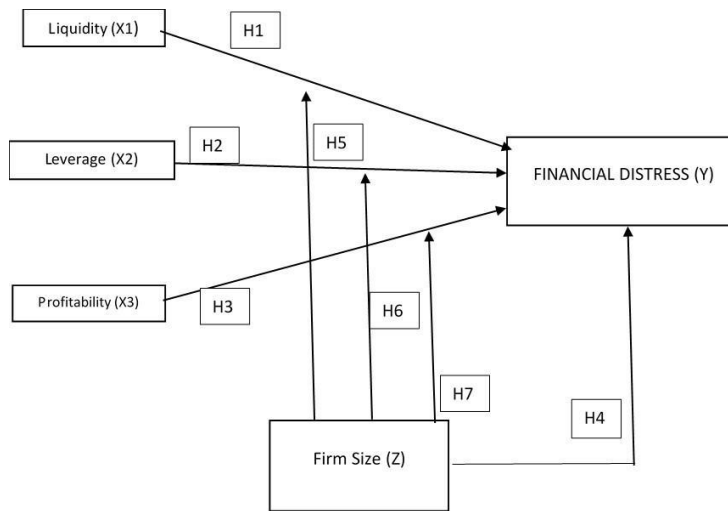 Liquidity (X1)
H1
Leverage (X2)
H2
H5
FINANCIAL DISTRESS (Y)
Profitability (X3)
H3
H6
H7
H4
Firm Size (Z)